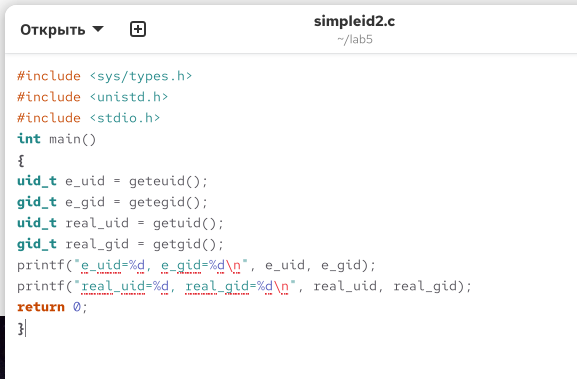 Открыть
simpleid2.c
~/lab5
#include <sys/types.h>
#include <unistd.h>
#include <stdio.h>
int main()
{
uid_t e_uid = geteuid();
gid_t e_gid = getegid();
uid_t real_uid = getuid();
gid_t real_gid = getgid();
printf("e_uid=%d, e_gid=%d\n", e_uid, e_gid);
printf("real_uid=%d, real_gid=%d\n", real_uid, real_gid);
return 0;
}